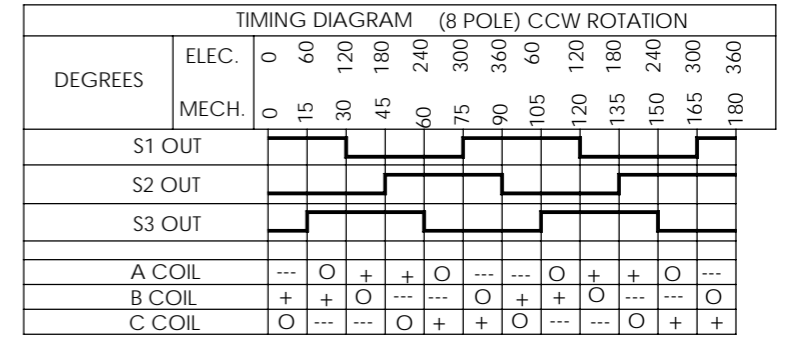 TIMING DIAGRAM (8 POLE) CCW ROTATION
DEGREES
ELEC. 0 60 120 180 240 300 360 60 120 180 240 300 360
MECH. 0 15 30 45 60 75 90 105 120 135 150 165 180
S1 OUT
S2 OUT
S3 OUT
A COIL --- O + + O --- --- O + + O ---
B COIL + + O --- --- O + + O --- --- O
C COIL O --- --- O + + O --- --- O + +